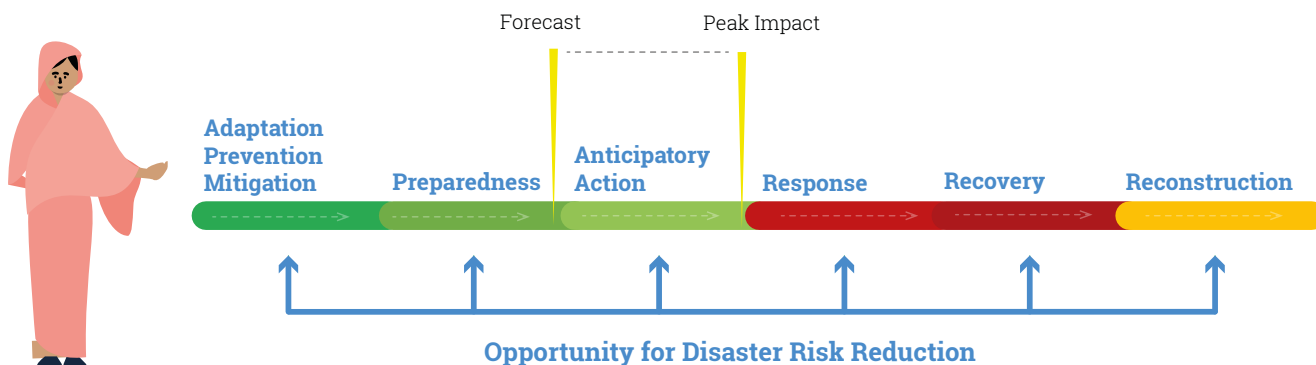 Forecast
Peak Impact
Adaptation
Prevention
Mitigation
Preparedness
Anticipatory
Action
Response
Recovery
Reconstruction
Opportunity for Disaster Risk Reduction